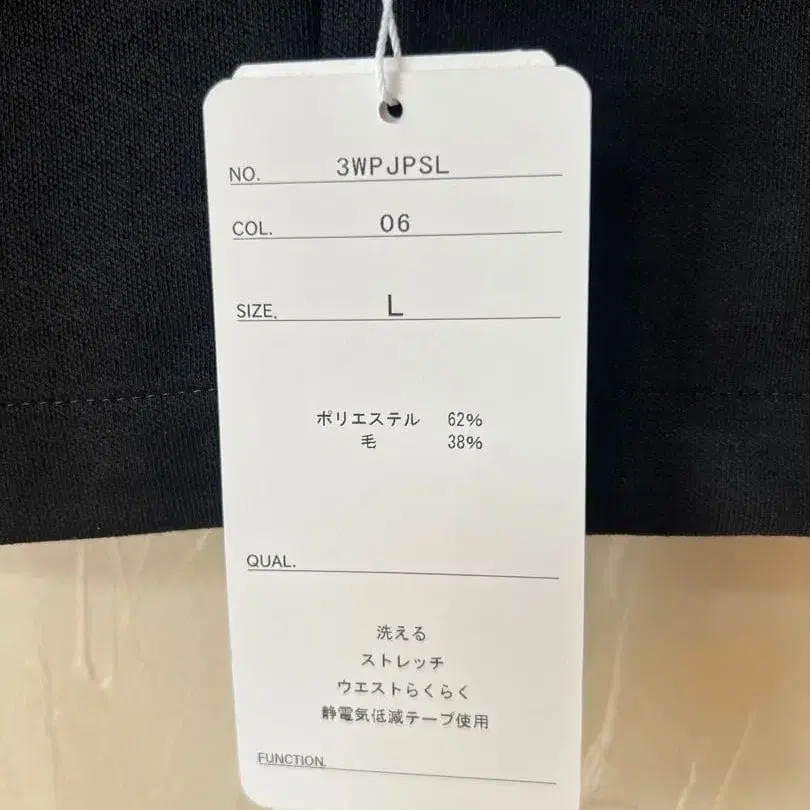 NO. 3WPJPSL
COL. 06
SIZE. L
ポリエステル 62%
毛 38%
QUAL.
洗える
ストレッチ
ウエストらくらく
静電気低減テープ使用
FUNCTION.